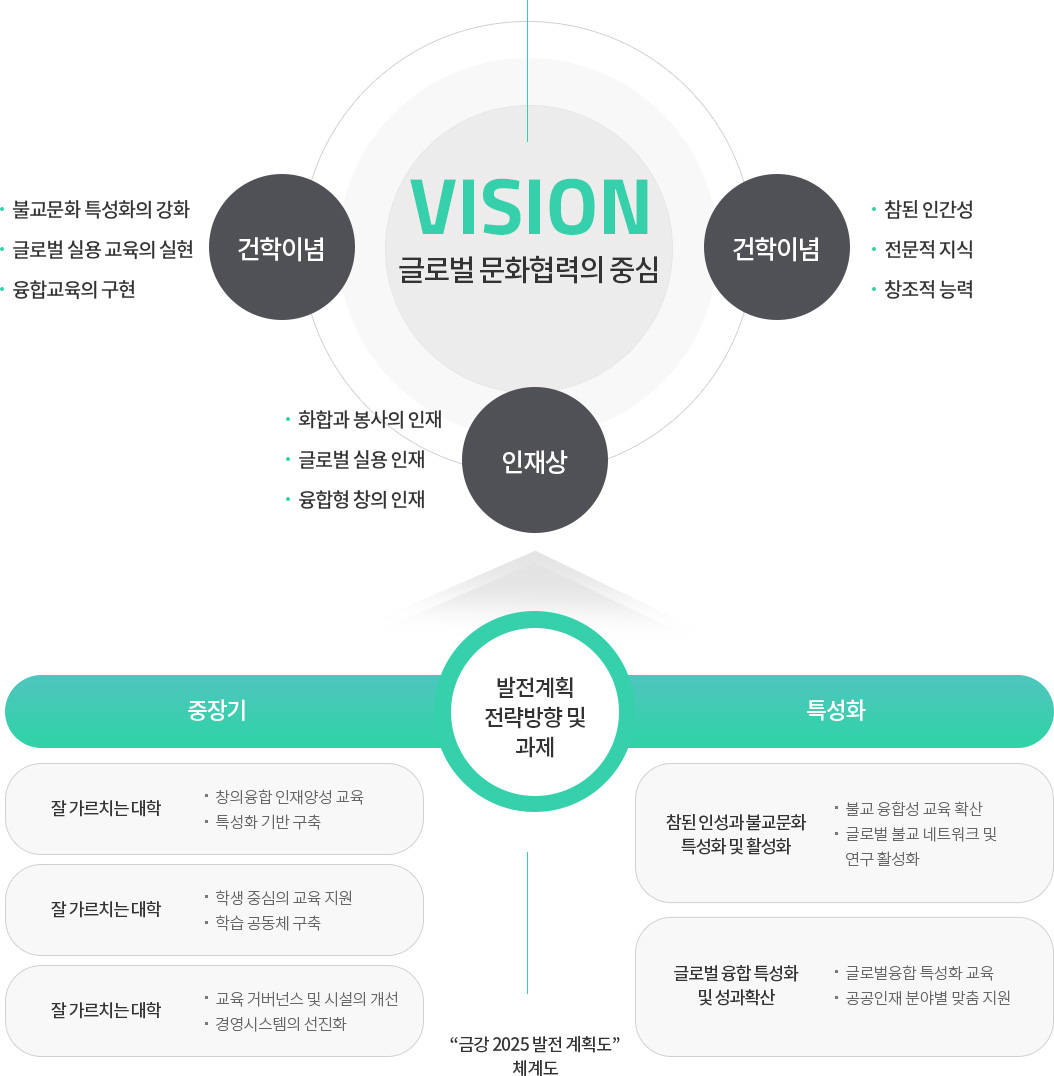 VISION
글로벌 문화협력의 중심
건학이념
불교문화 특성화의 강화
글로벌 실용 교육의 실현
융합교육의 구현
건학이념
참된 인간성
전문적 지식
창조적 능력
인재상
화합과 봉사의 인재
글로벌 실용 인재
융합형 창의 인재
발전계획
전략방향 및
과제
중장기
잘 가르치는 대학
창의융합 인재양성 교육
특성화 기반 구축
잘 가르치는 대학
학생 중심의 교육 지원
학습 공동체 구축
잘 가르치는 대학
교육 거버넌스 및 시설의 개선
경영시스템의 선진화
특성화
참된 인성과 불교문화
특성화 및 활성화
불교 융합성 교육 확산
글로벌 불교 네트워크 및
연구 활성화
글로벌 융합 특성화
및 성과확산
글로벌융합 특성화 교육
공공인재 분야별 맞춤 지원
“금강 2025 발전 계획도”
체계도